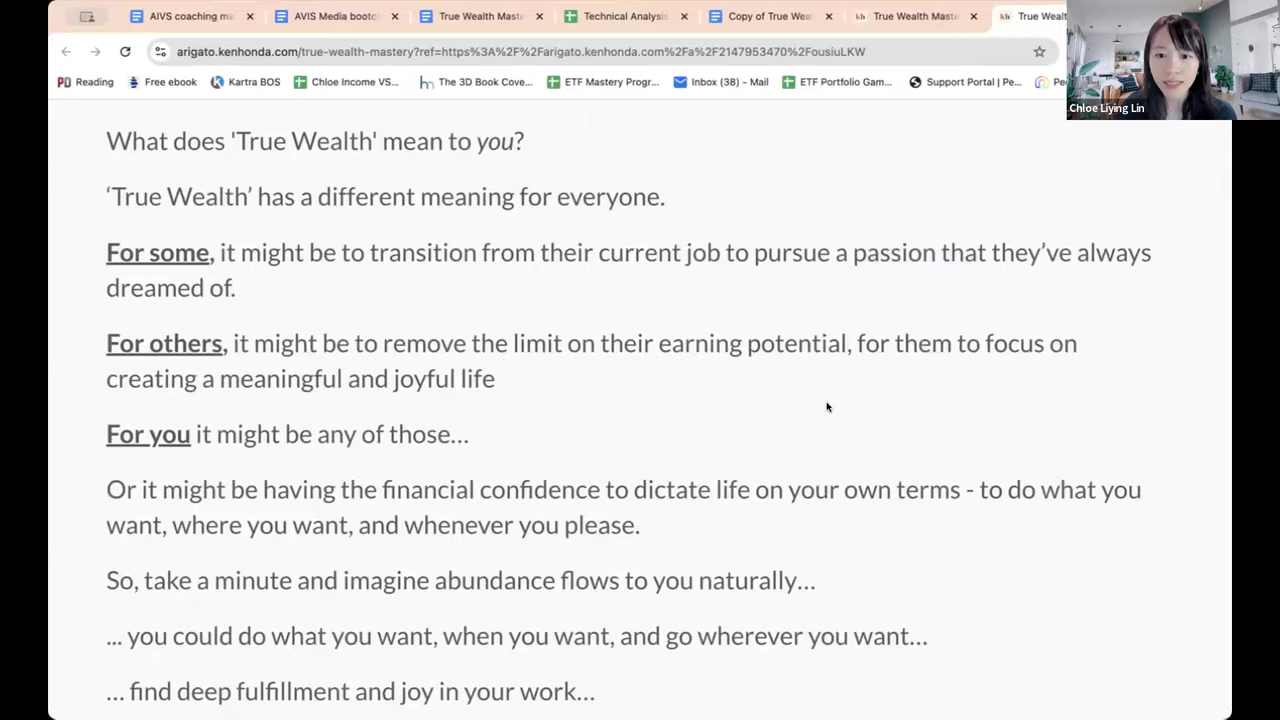 AIVS coaching ma
AVIS Media bootc
True Wealth Maste
Technical Analysis
Copy of True Wea
True Wealth Maste
True Wealt
arigato.kenhonda.com/true-wealth-mastery?ref=https%3A%2F%2Farigato.kenhonda.com%2Fa%2F2147953470%2FousiuLKW
Reading
Free ebook
Kartra BOS
Chloe Income VS...
The 3D Book Cove...
ETF Mastery Progr...
Inbox (38) – Mail
ETF Portfolio Gam...
Support Portal | Pe...
Pe
Chloe Liying Lin
What does 'True Wealth' mean to you?
‘True Wealth’ has a different meaning for everyone.
For some, it might be to transition from their current job to pursue a passion that they’ve always
dreamed of.
For others, it might be to remove the limit on their earning potential, for them to focus on
creating a meaningful and joyful life
For you it might be any of those...
Or it might be having the financial confidence to dictate life on your own terms - to do what you
want, where you want, and whenever you please.
So, take a minute and imagine abundance flows to you naturally...
... you could do what you want, when you want, and go wherever you want...
... find deep fulfillment and joy in your work...